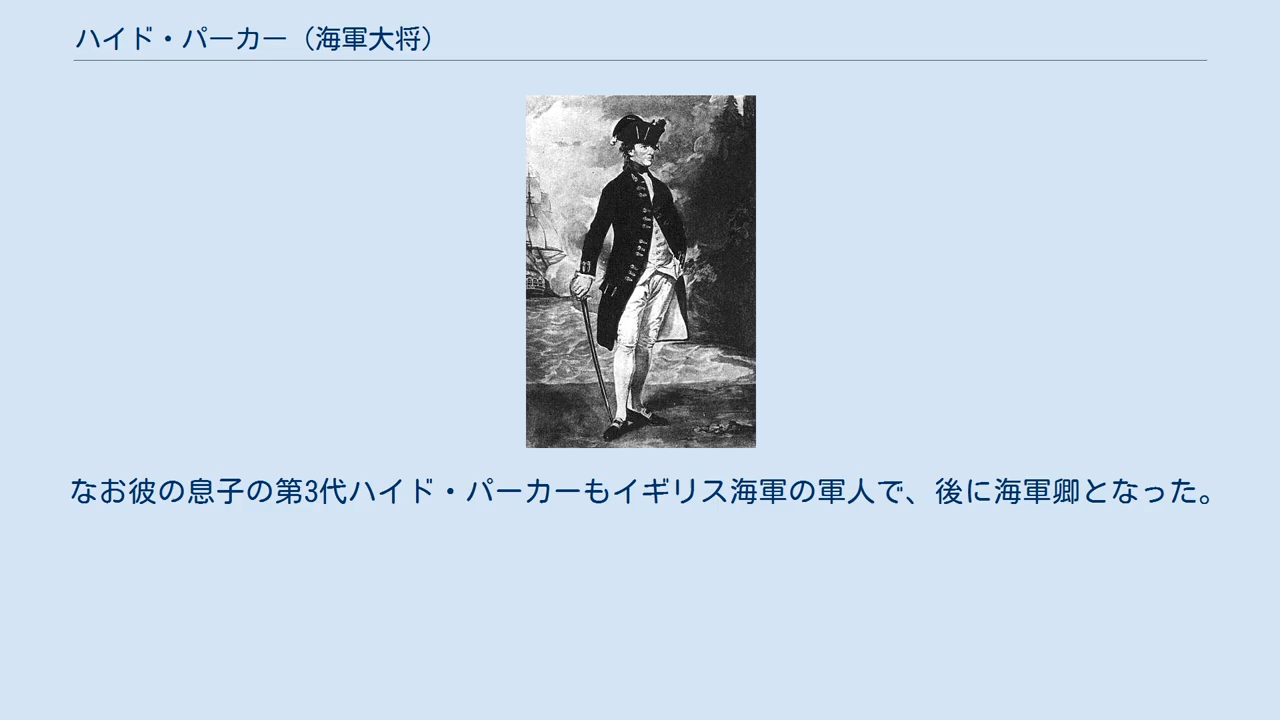 ハイド・パーカー（海軍大将）
なお彼の息子の第3代ハイド・パーカーもイギリス海軍の軍人で、後に海軍卿となった。